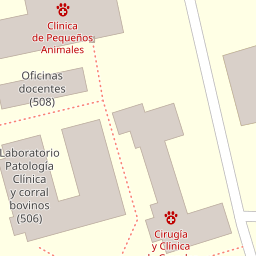 Clínica
de Pequeños
Animales
Oficinas
docentes
(508)
Laboratorio
Patología
Clínica
y corral
bovinos
(506)
Cirugía
y Clínica